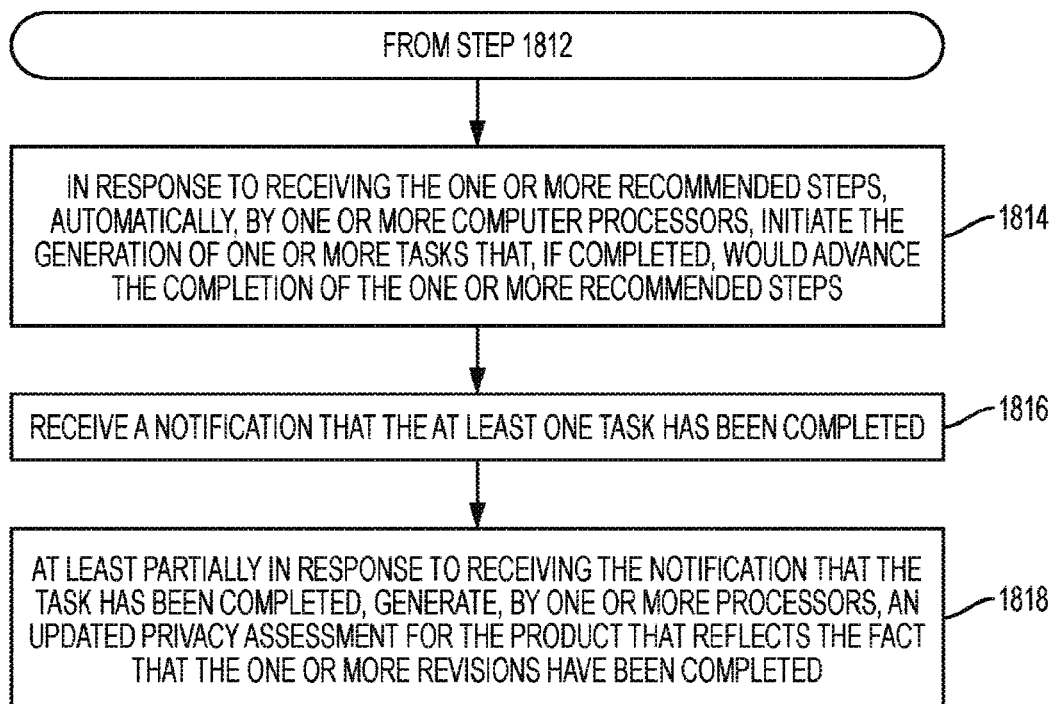 FROM STEP 1812
IN RESPONSE TO RECEIVING THE ONE OR MORE RECOMMENDED STEPS,
AUTOMATICALLY, BY ONE OR MORE COMPUTER PROCESSORS, INITIATE THE
GENERATION OF ONE OR MORE TASKS THAT, IF COMPLETED, WOULD ADVANCE
THE COMPLETION OF THE ONE OR MORE RECOMMENDED STEPS
1814
RECEIVE A NOTIFICATION THAT THE AT LEAST ONE TASK HAS BEEN COMPLETED
1816
AT LEAST PARTIALLY IN RESPONSE TO RECEIVING THE NOTIFICATION THAT THE
TASK HAS BEEN COMPLETED, GENERATE, BY ONE OR MORE PROCESSORS, AN
UPDATED PRIVACY ASSESSMENT FOR THE PRODUCT THAT REFLECTS THE FACT
THAT THE ONE OR MORE REVISIONS HAVE BEEN COMPLETED
1818